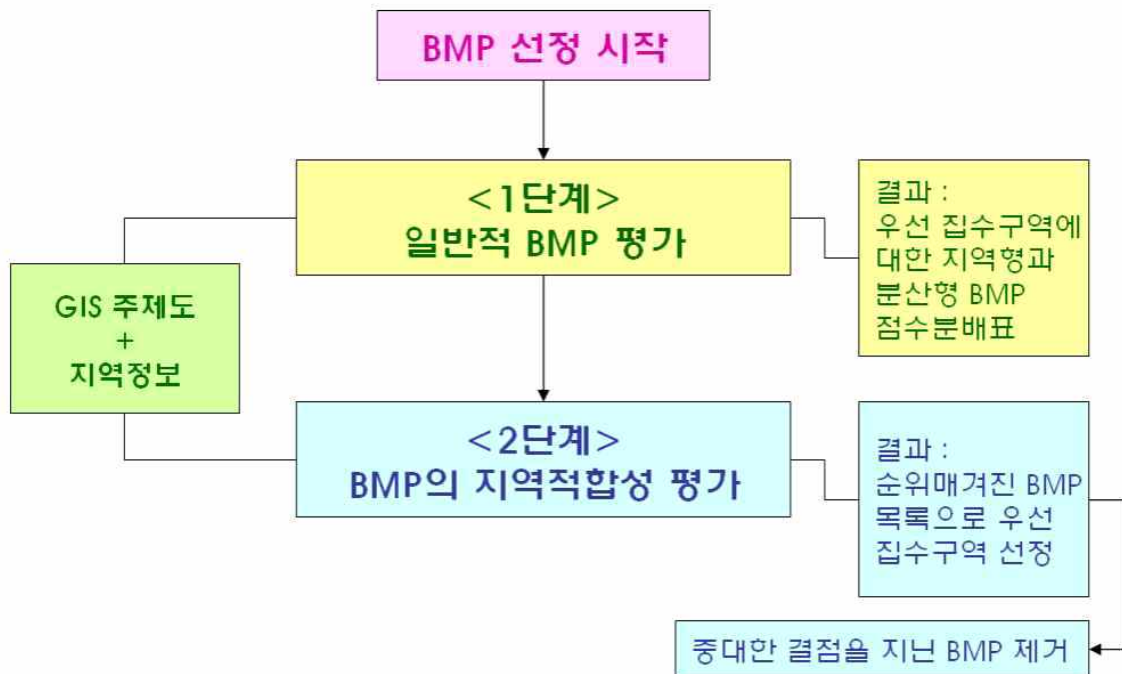 BMP 선정 시작
<1단계>
일반적 BMP 평가
결과 :
우선 집수구역에
대한 지역형과
분산형 BMP
점수분배표
GIS 주제도
+
지역정보
<2단계>
BMP의 지역적합성 평가
결과 :
순위매겨진 BMP
목록으로 우선
집수구역 선정
중대한 결점을 지닌 BMP 제거